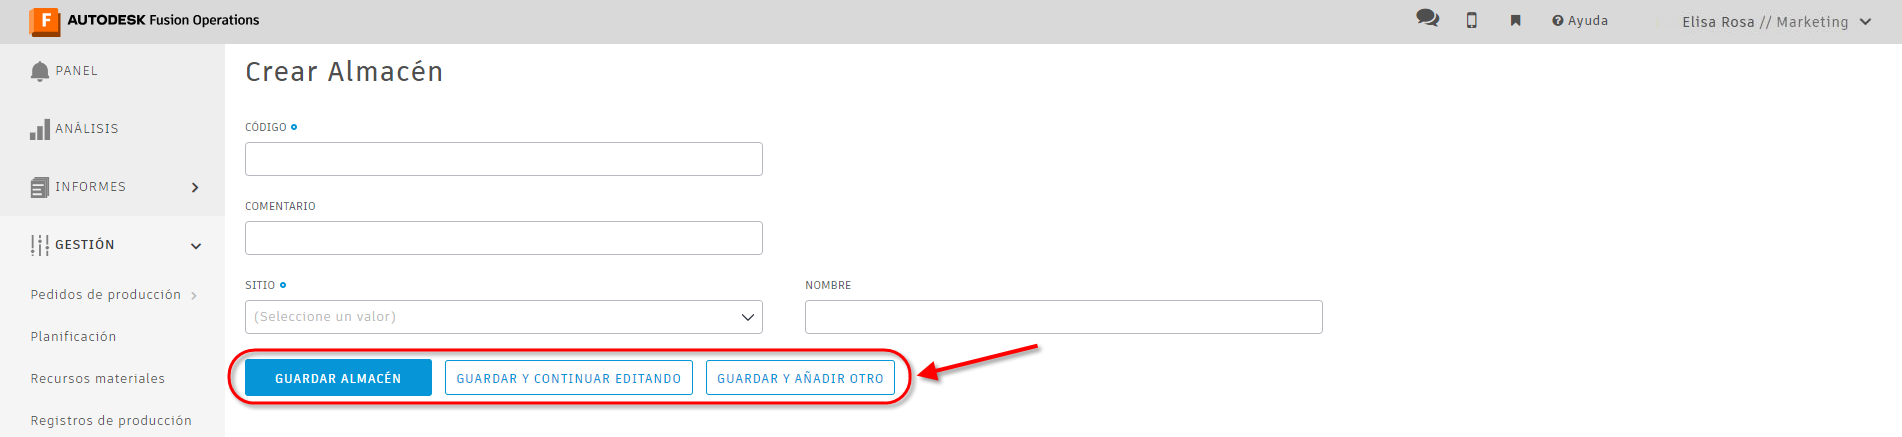 AUTODESK Fusion Operations
Ayuda
Elisa Rosa // Marketing
PANEL
ANÁLISIS
INFORMES
GESTIÓN
Pedidos de producción
Planificación
Recursos materiales
Registros de producción
Crear Almacén
CÓDIGO
COMENTARIO
SITIO
(Seleccione un valor)
NOMBRE
GUARDAR ALMACÉN
GUARDAR Y CONTINUAR EDITANDO
GUARDAR Y AÑADIR OTRO